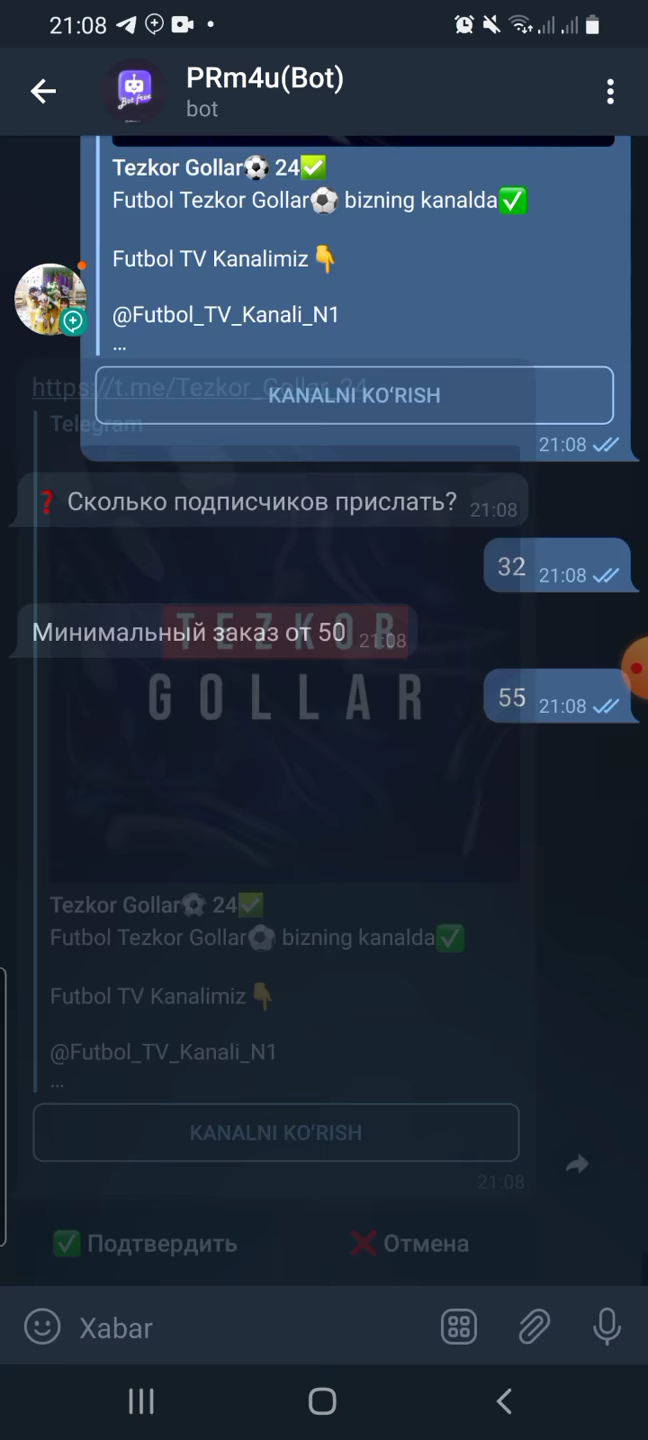 21:08
PRm4u(Bot)
bot
Tezkor Gollar⚽ 24✅
Futbol Tezkor Gollar⚽ bizning kanalda✅
Futbol TV Kanalimiz👇
@Futbol_TV_Kanali_N1
...
https://t.me/Tezkor_Gollar_24
KANALNI KO‘RISH
Telegram
21:08
❓ Сколько подписчиков прислать? 21:08
32 21:08
Минимальный заказ от 50 21:08
TEZKOR
GOLLAR
55 21:08
Tezkor Gollar⚽ 24✅
Futbol Tezkor Gollar⚽ bizning kanalda✅
Futbol TV Kanalimiz👇
@Futbol_TV_Kanali_N1
...
KANALNI KO‘RISH
21:08
✅ Подтвердить ❌ Отмена
Xabar